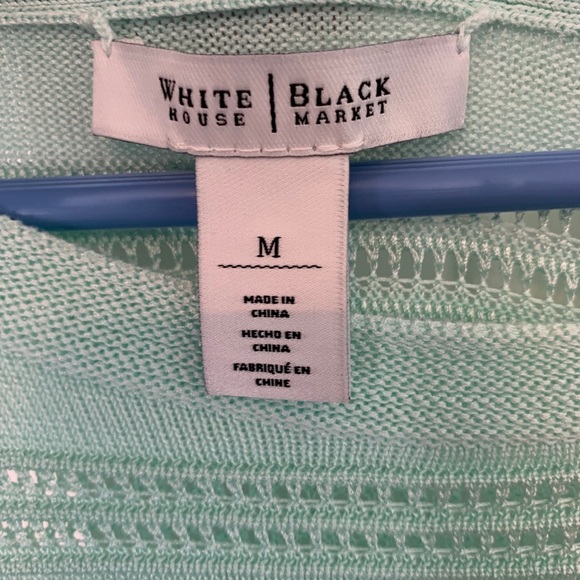 WHITE | BLACK
HOUSE | MARKET
M
MADE IN
CHINA
HECHO EN
CHINA
FABRIQUÉ EN
CHINE